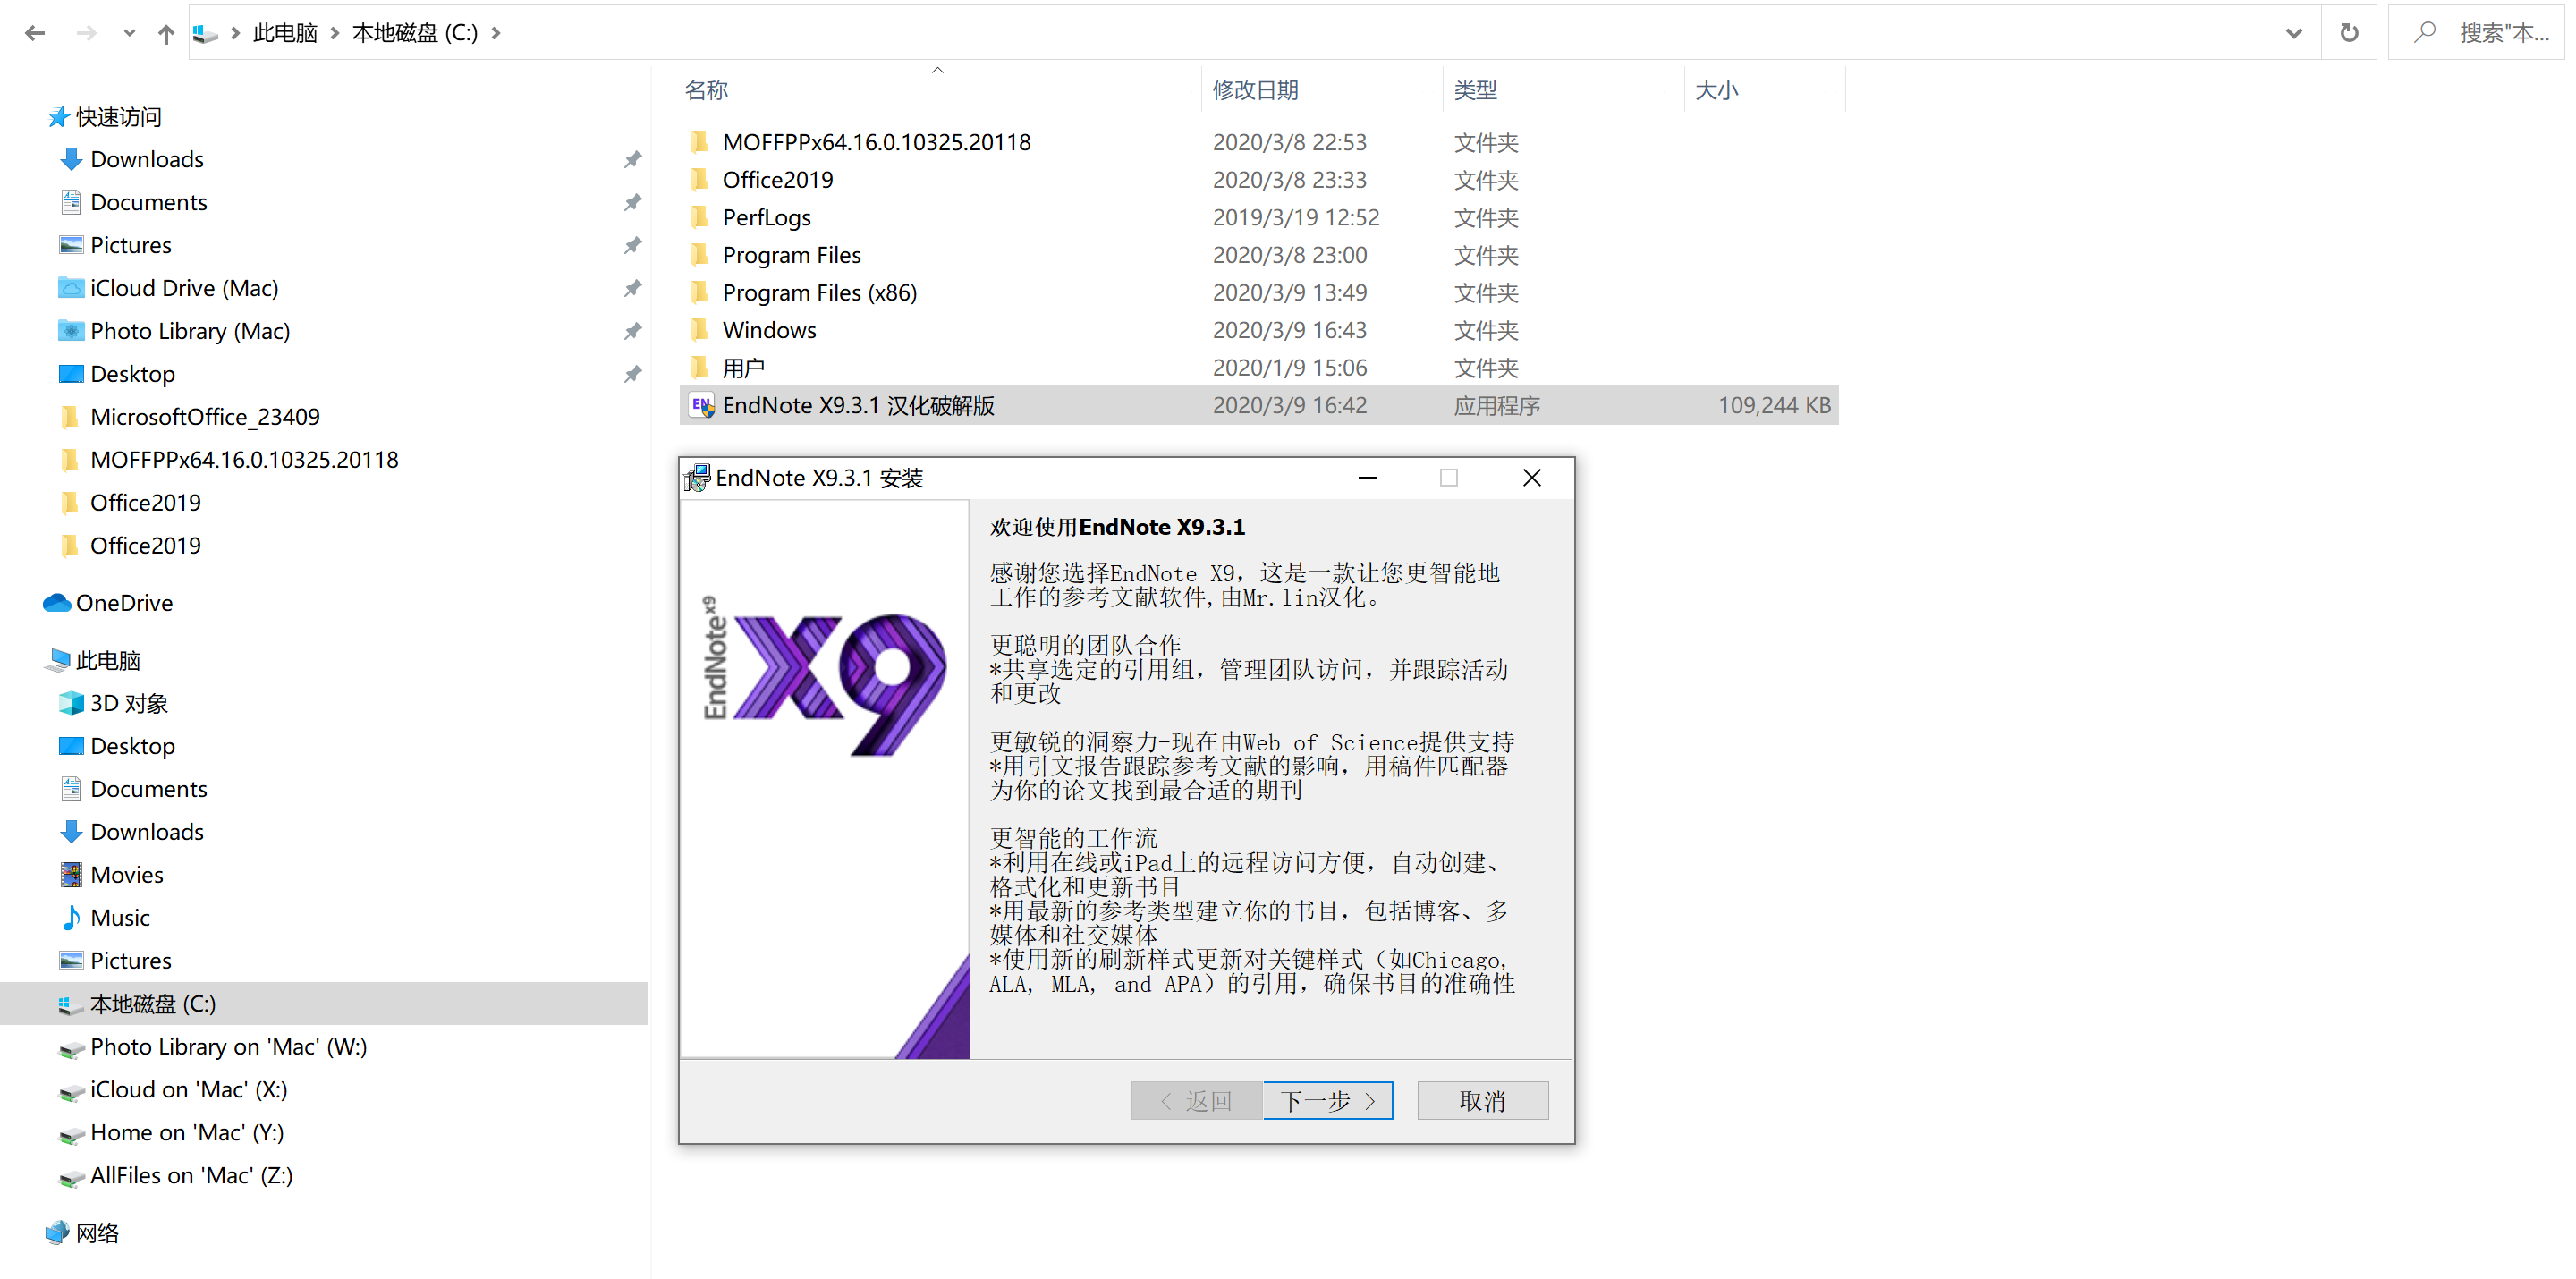 此电脑 本地磁盘 (C:)
搜索"本...
名称 修改日期 类型 大小
快速访问
Downloads
Documents
Pictures
iCloud Drive (Mac)
Photo Library (Mac)
Desktop
MicrosoftOffice_23409
MOFFPPx64.16.0.10325.20118
Office2019
Office2019
OneDrive
此电脑
3D 对象
Desktop
Documents
Downloads
Movies
Music
Pictures
本地磁盘 (C:)
Photo Library on 'Mac' (W:)
iCloud on 'Mac' (X:)
Home on 'Mac' (Y:)
AllFiles on 'Mac' (Z:)
网络
MOFFPPx64.16.0.10325.20118 2020/3/8 22:53 文件夹
Office2019 2020/3/8 23:33 文件夹
PerfLogs 2019/3/19 12:52 文件夹
Program Files 2020/3/8 23:00 文件夹
Program Files (x86) 2020/3/9 13:49 文件夹
Windows 2020/3/9 16:43 文件夹
用户 2020/1/9 15:06 文件夹
EN EndNote X9.3.1 汉化破解版 2020/3/9 16:42 应用程序 109,244 KB
EndNote X9.3.1 安装
EndNote x9
X9
欢迎使用EndNote X9.3.1
感谢您选择EndNote X9，这是一款让您更智能地
工作的参考文献软件,由Mr.lin汉化。
更聪明的团队合作
*共享选定的引用组，管理团队访问，并跟踪活动
和更改
更敏锐的洞察力-现在由Web of Science提供支持
*用引文报告跟踪参考文献的影响，用稿件匹配器
为你的论文找到最合适的期刊
更智能的工作流
*利用在线或iPad上的远程访问方便，自动创建、
格式化和更新书目
*用最新的参考类型建立你的书目，包括博客、多
媒体和社交媒体
*使用新的刷新样式更新对关键样式（如Chicago,
ALA, MLA, and APA）的引用，确保书目的准确性
< 返回 下一步 > 取消